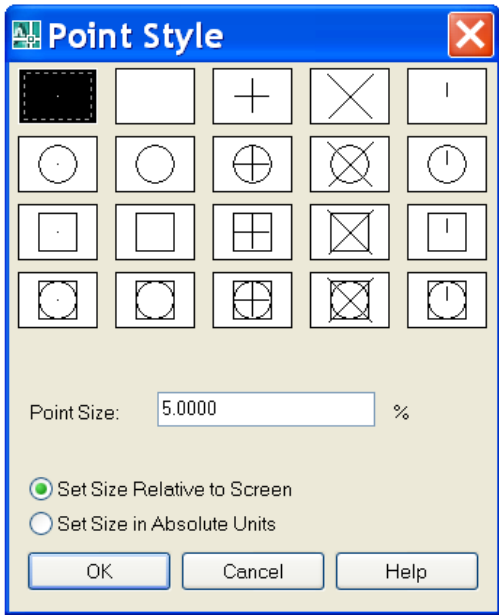 Point Style
Point Size: 5.0000 %
Set Size Relative to Screen
Set Size in Absolute Units
OK Cancel Help